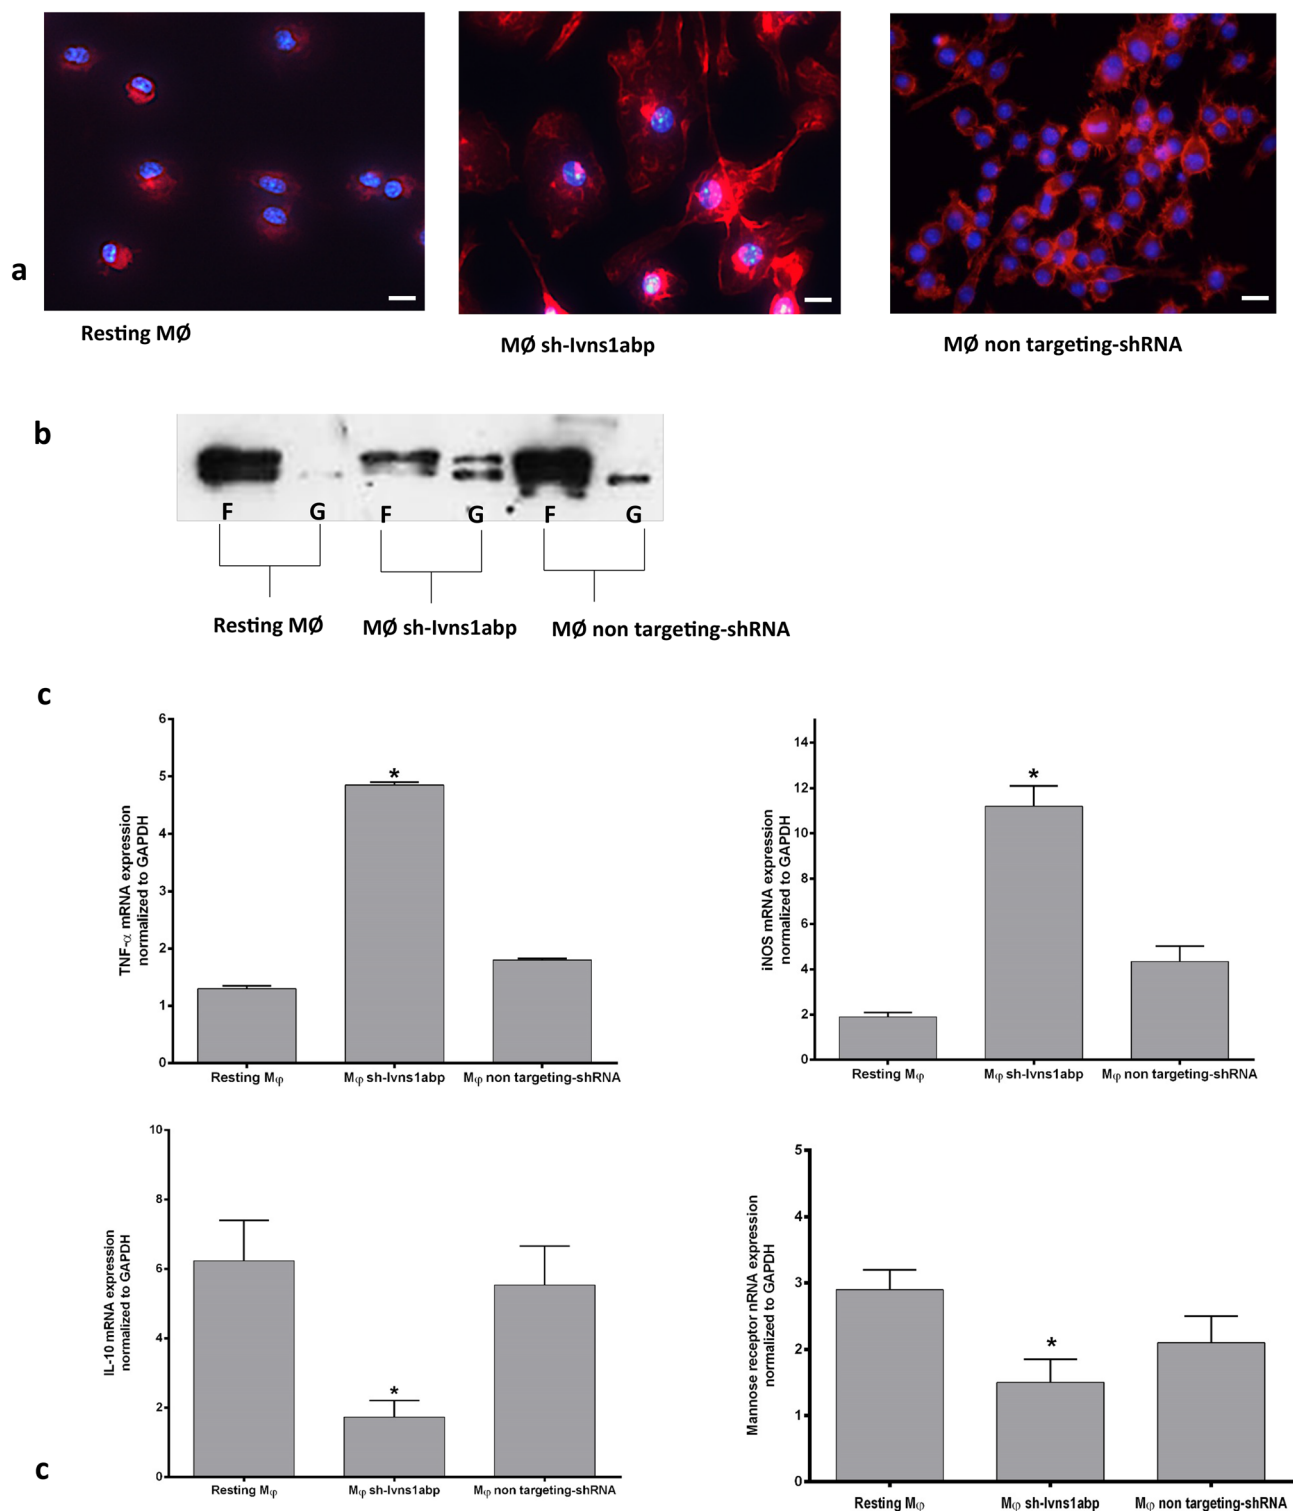 a
Resting MØ
MØ sh-Ivns1abp
MØ non targeting-shRNA
b
F G F G F G
Resting MØ
MØ sh-Ivns1abp
MØ non targeting-shRNA
c
TNF-α mRNA expression
normalized to GAPDH
6
5
4
3
2
1
0
*
Resting Mφ
Mφ sh-Ivns1abp
Mφ non targeting-shRNA
iNOS mRNA expression
normalized to GAPDH
14
12
10
8
6
4
2
0
*
Resting Mφ
Mφ sh-Ivns1abp
Mφ non targeting-shRNA
IL-10 mRNA expression
normalized to GAPDH
10
8
6
4
2
0
*
Resting Mφ
Mφ sh-Ivns1abp
Mφ non targeting-shRNA
Mannose receptor nRNA expression
normalized to GAPDH
5
4
3
2
1
0
*
Resting Mφ
Mφ sh-Ivns1abp
Mφ non targeting-shRNA
c